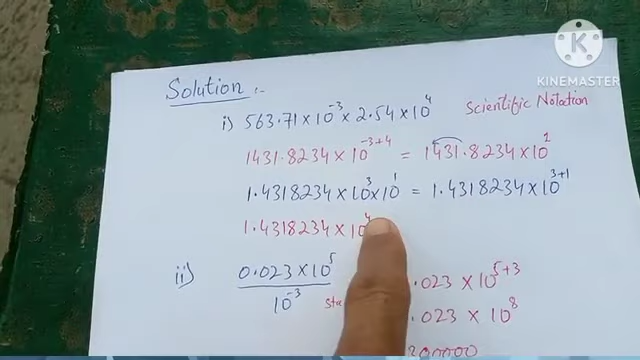 KINEMASTER
Solution :-
i) 563.71 × 10⁻³ × 2.54 × 10⁴ Scientific Notation
1431.8234 × 10⁻³⁺⁴ = 1431.8234 × 10¹
1.4318234 × 10³ × 10¹ = 1.4318234 × 10³⁺¹
1.4318234 × 10⁴
ii) 0.023 × 10⁵ / 10⁻³ .023 × 10⁵⁺³
.023 × 10⁸
00000